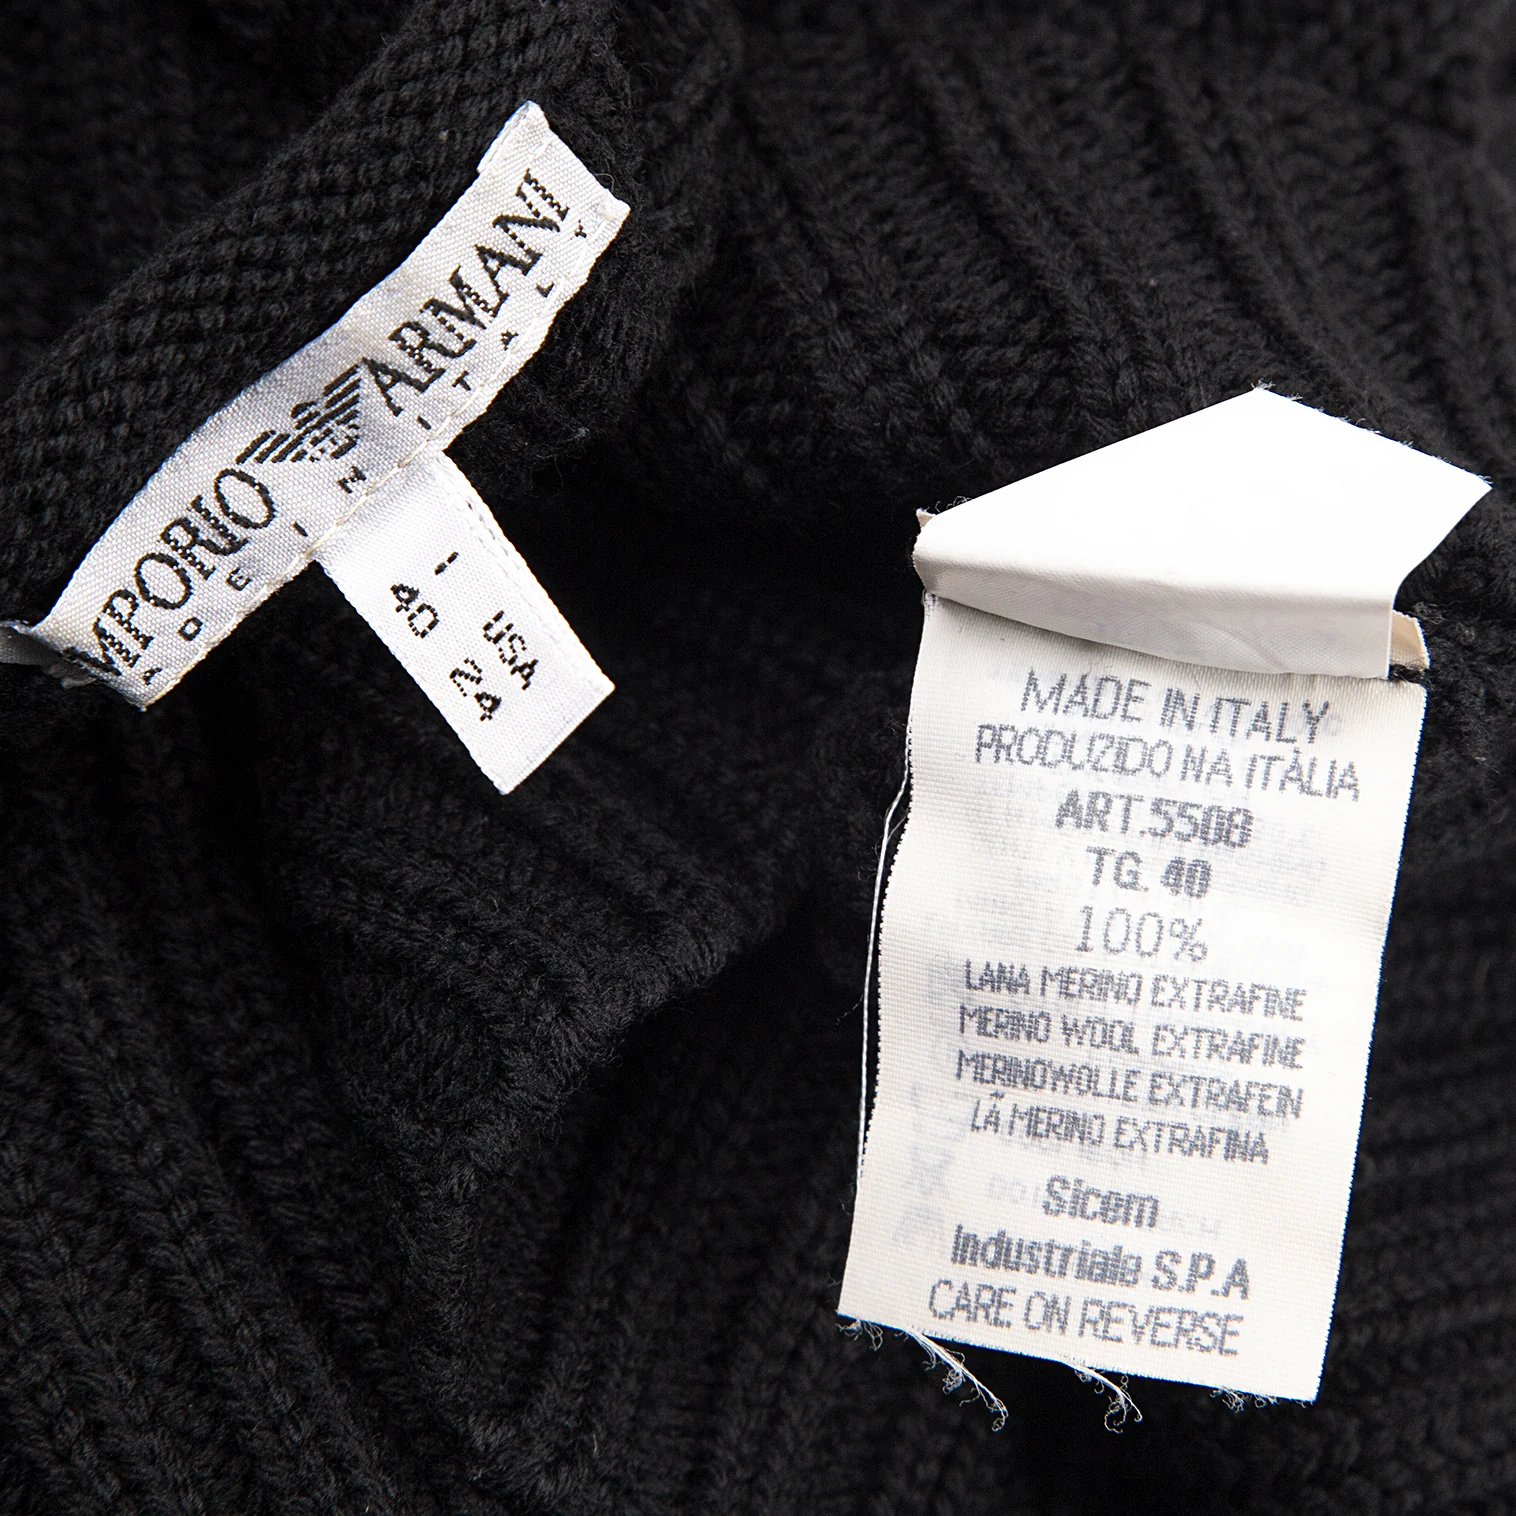 MPORIO ARMANI
MADE IN ITALY
I 40
USA 4
MADE IN ITALY
PRODUZIDO NA ITÀLIA
ART.5508
TG. 40
100%
LANA MERINO EXTRAFINE
MERINO WOOL EXTRAFINE
MERINOWOLLE EXTRAFEIN
LÃ MERINO EXTRAFINA
Sicem
Industriale S.P.A
CARE ON REVERSE